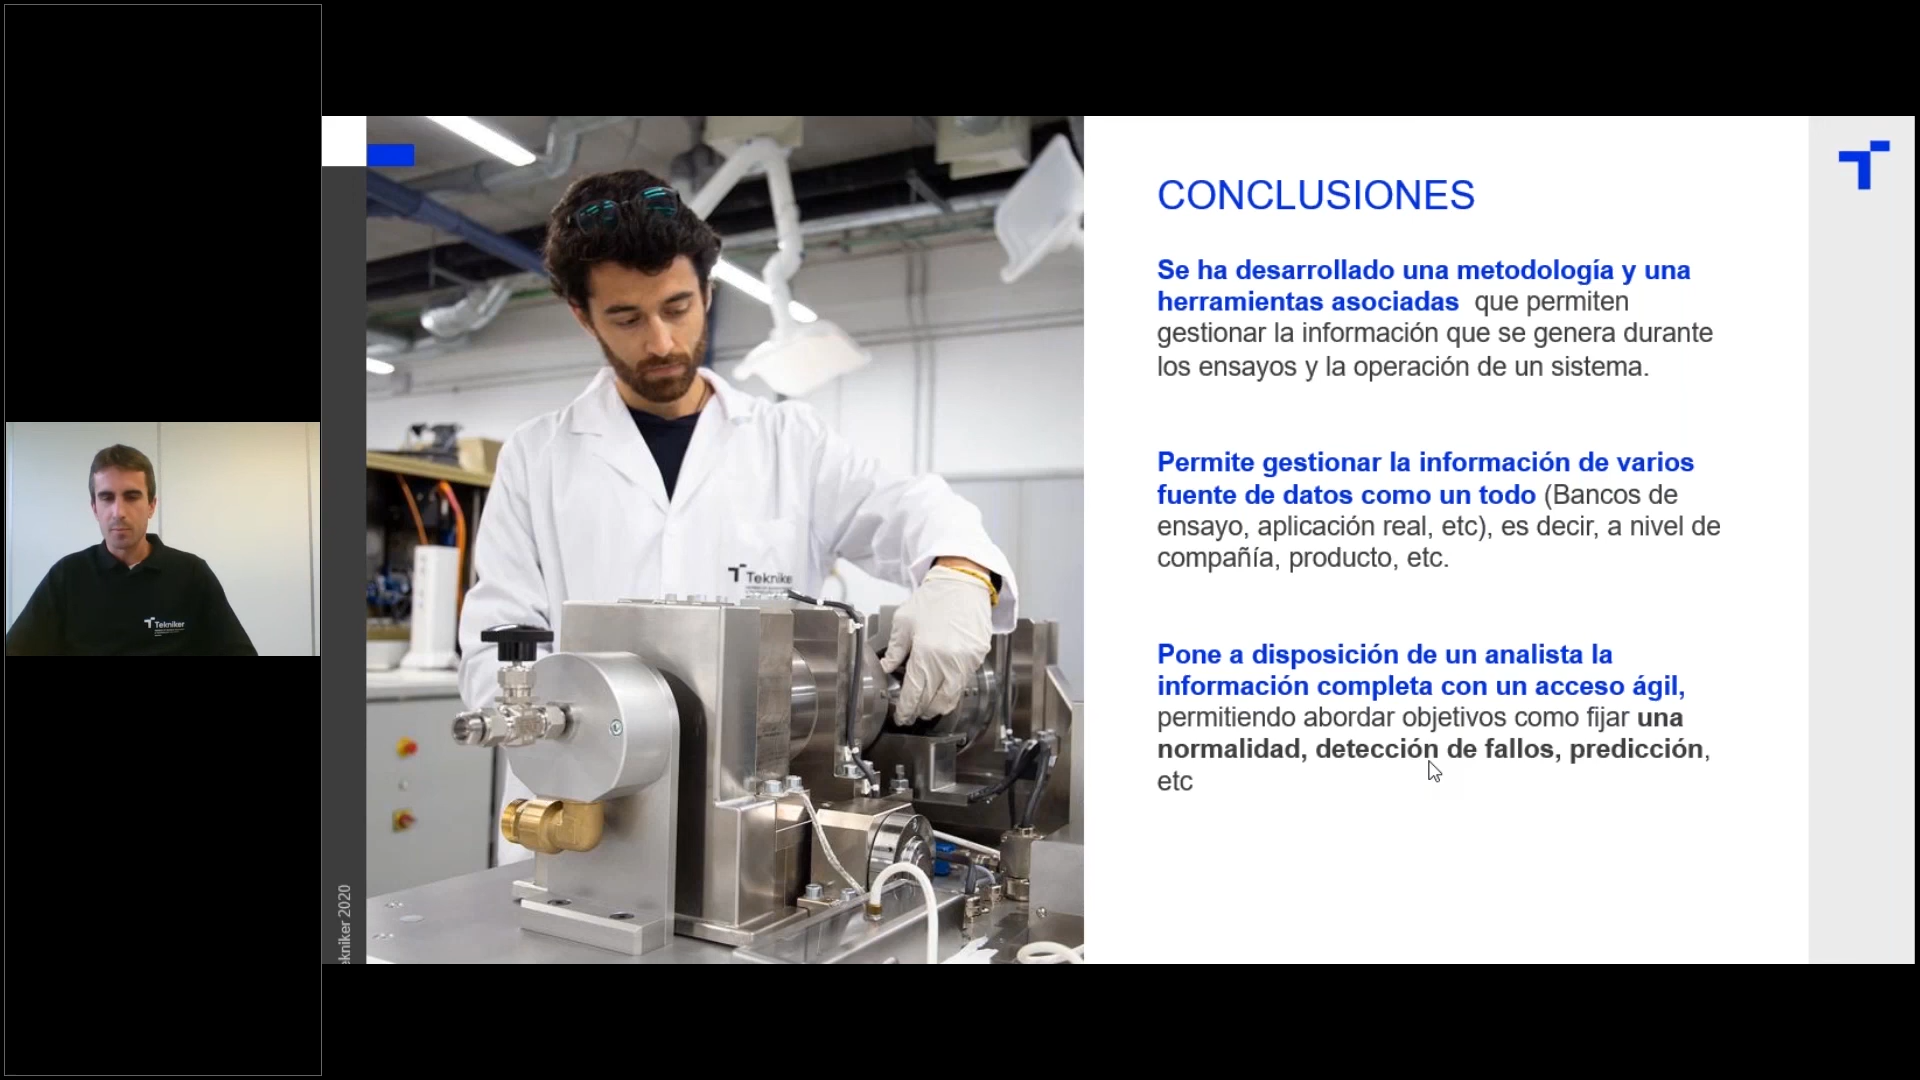 CONCLUSIONES
Se ha desarrollado una metodología y una
herramientas asociadas que permiten
gestionar la información que se genera durante
los ensayos y la operación de un sistema.
Permite gestionar la información de varios
fuente de datos como un todo (Bancos de
ensayo, aplicación real, etc), es decir, a nivel de
compañía, producto, etc.
Pone a disposición de un analista la
información completa con un acceso ágil,
permitiendo abordar objetivos como fijar una
normalidad, detección de fallos, predicción,
etc
Tekniker
Tekniker
ekniker 2020